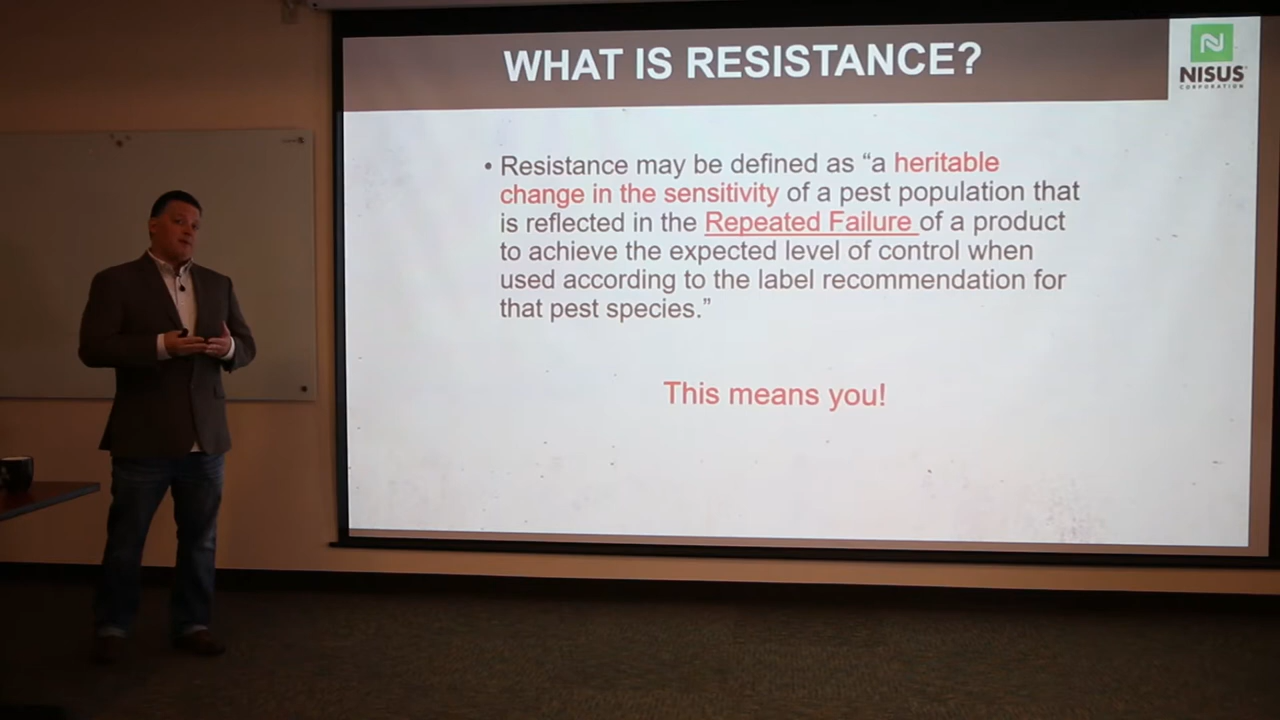 WHAT IS RESISTANCE?
N
NISUS
CORPORATION
• Resistance may be defined as “a heritable
change in the sensitivity of a pest population that
is reflected in the Repeated Failure of a product
to achieve the expected level of control when
used according to the label recommendation for
that pest species.”
This means you!